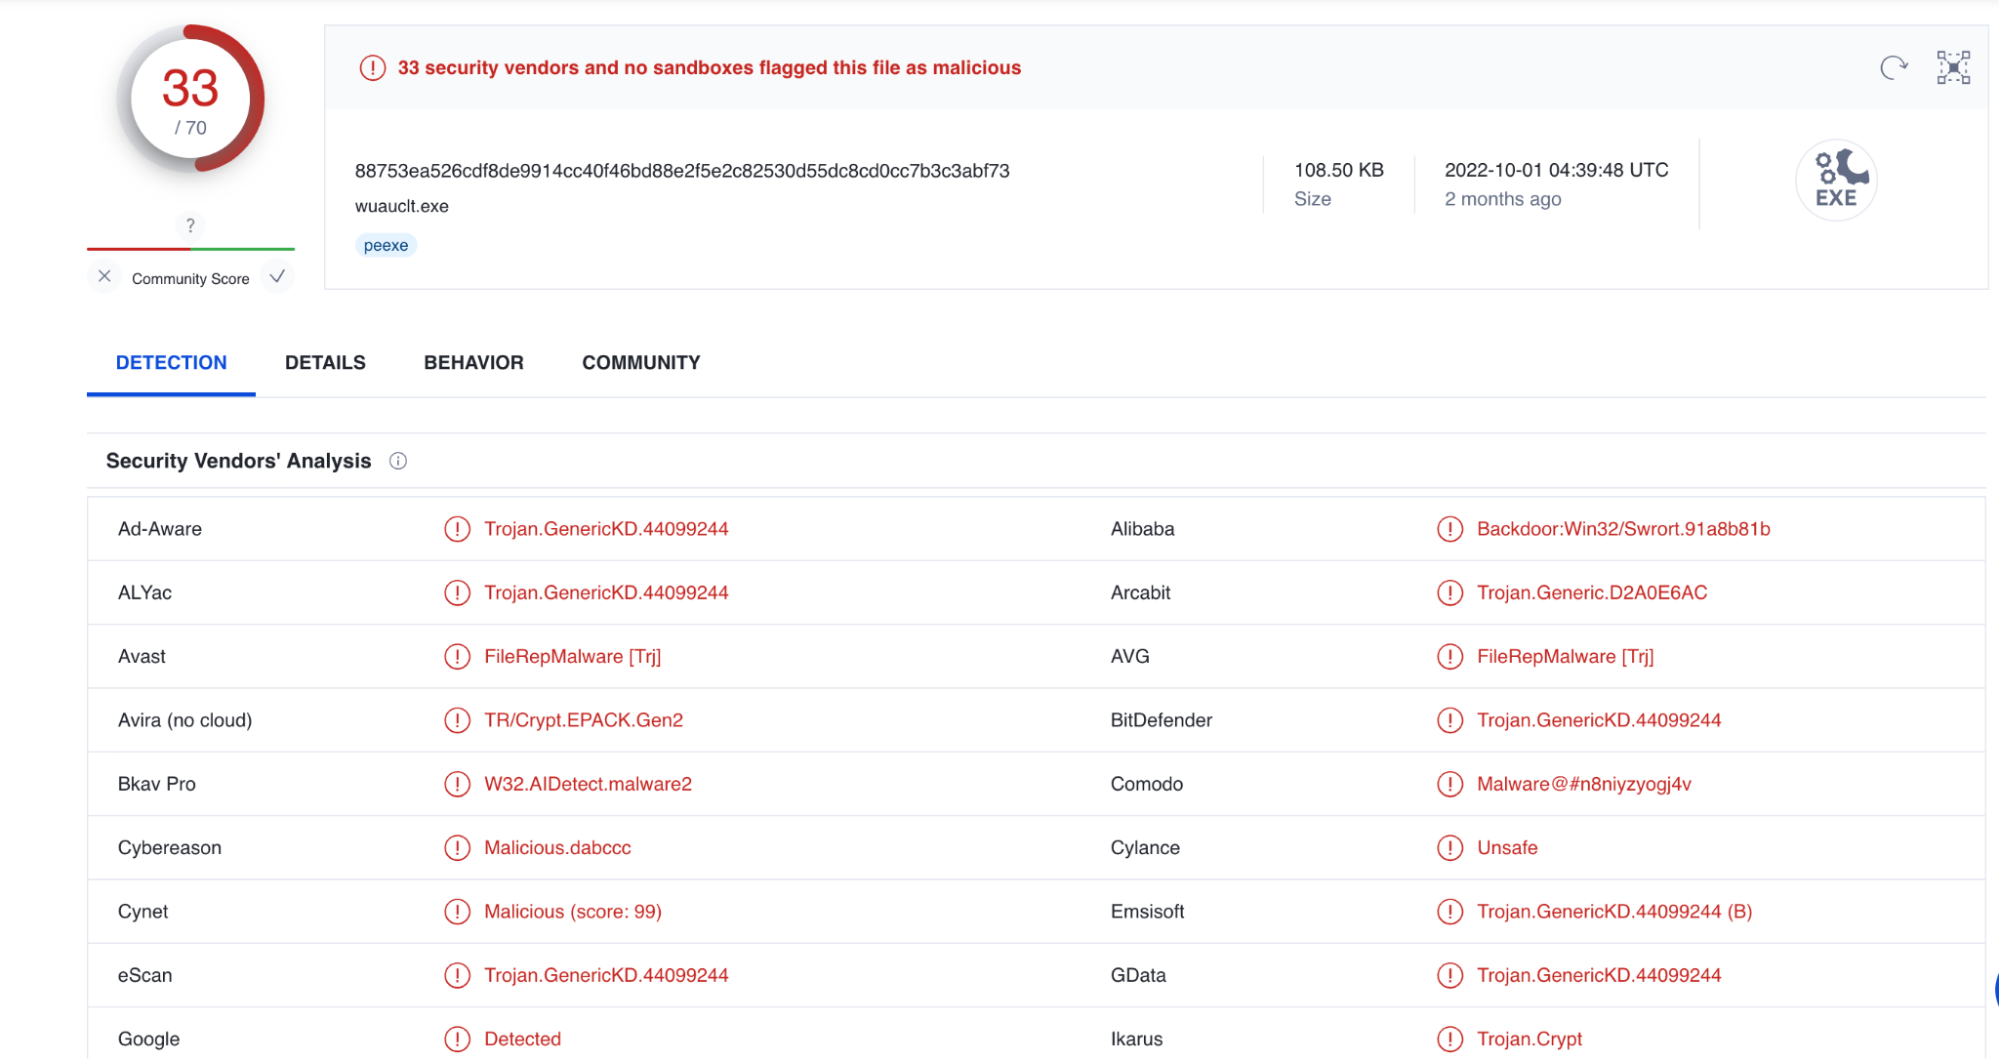 33
/ 70
?
Community Score
33 security vendors and no sandboxes flagged this file as malicious
88753ea526cdf8de9914cc40f46bd88e2f5e2c82530d55dc8cd0cc7b3c3abf73
wuauclt.exe
peexe
108.50 KB
Size
2022-10-01 04:39:48 UTC
2 months ago
EXE
DETECTION DETAILS BEHAVIOR COMMUNITY
Security Vendors' Analysis
Ad-Aware Trojan.GenericKD.44099244 Alibaba Backdoor:Win32/Swrort.91a8b81b
ALYac Trojan.GenericKD.44099244 Arcabit Trojan.Generic.D2A0E6AC
Avast FileRepMalware [Trj] AVG FileRepMalware [Trj]
Avira (no cloud) TR/Crypt.EPACK.Gen2 BitDefender Trojan.GenericKD.44099244
Bkav Pro W32.AIDetect.malware2 Comodo Malware@#n8niyzyogj4v
Cybereason Malicious.dabccc Cylance Unsafe
Cynet Malicious (score: 99) Emsisoft Trojan.GenericKD.44099244 (B)
eScan Trojan.GenericKD.44099244 GData Trojan.GenericKD.44099244
Google Detected Ikarus Trojan.Crypt